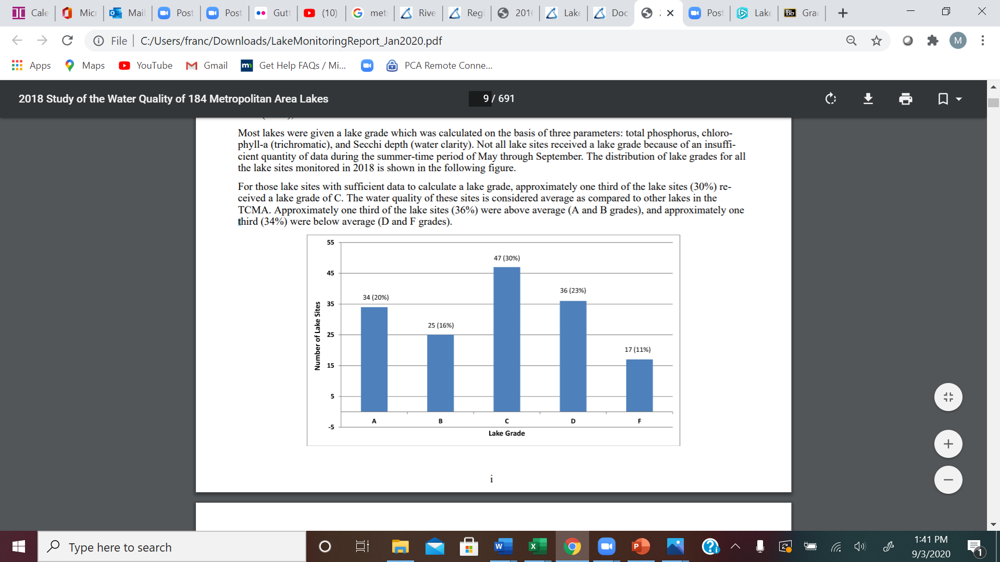 Cale Micr Mail Post Post Gutt (10) met Rive Regi 2016 Lake Doc Post Lake Bb Grad
File C:/Users/franc/Downloads/LakeMonitoringReport_Jan2020.pdf M
Apps Maps YouTube Gmail Get Help FAQs / Mi... PCA Remote Conne...
2018 Study of the Water Quality of 184 Metropolitan Area Lakes 9 / 691
Most lakes were given a lake grade which was calculated on the basis of three parameters: total phosphorus, chloro-
phyll-a (trichromatic), and Secchi depth (water clarity). Not all lake sites received a lake grade because of an insuffi-
cient quantity of data during the summer-time period of May through September. The distribution of lake grades for all
the lake sites monitored in 2018 is shown in the following figure.
For those lake sites with sufficient data to calculate a lake grade, approximately one third of the lake sites (30%) re-
ceived a lake grade of C. The water quality of these sites is considered average as compared to other lakes in the
TCMA. Approximately one third of the lake sites (36%) were above average (A and B grades), and approximately one
third (34%) were below average (D and F grades).
55
47 (30%)
45
36 (23%)
34 (20%)
35
25 (16%)
25
17 (11%)
15
5
-5
Number of Lake Sites
A B C D F
Lake Grade
i
Type here to search
1:41 PM
9/3/2020
1